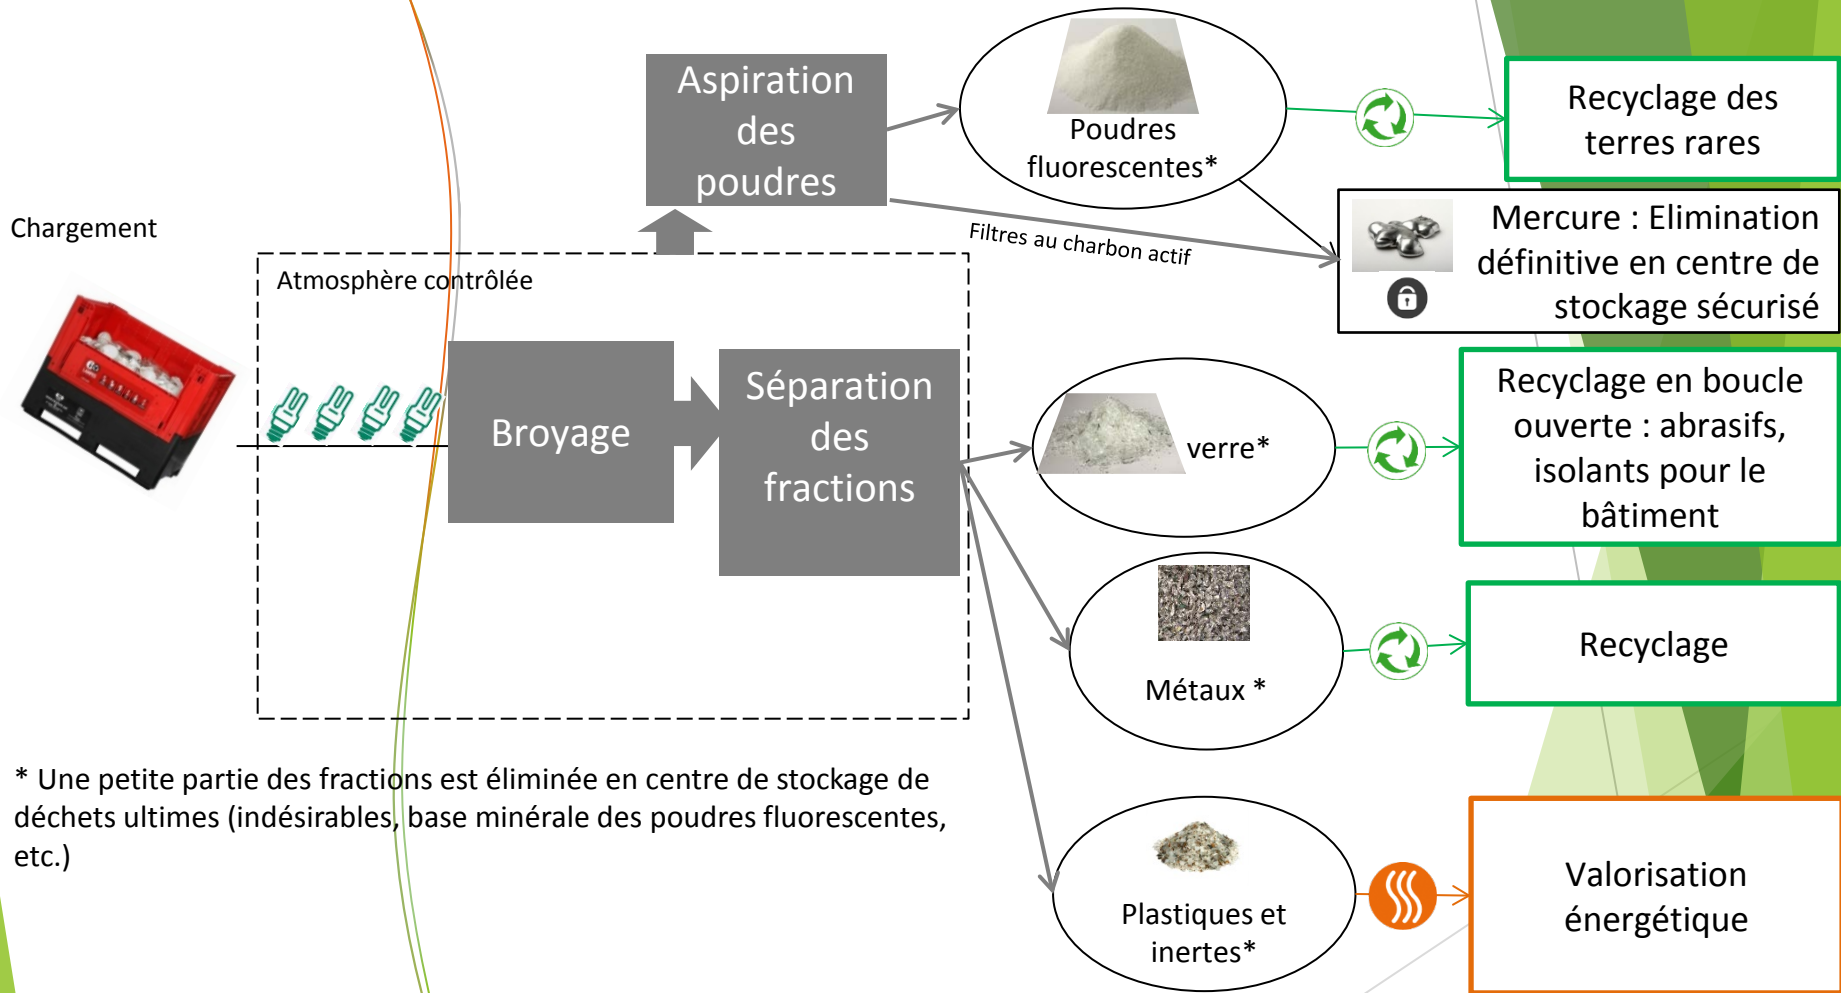 Aspiration
des
poudres
Poudres
fluorescentes*
Recyclage des
terres rares
Chargement
Filtres au charbon actif
Mercure : Elimination
définitive en centre de
stockage sécurisé
Atmosphère contrôlée
Broyage
Séparation
des
fractions
verre*
Recyclage en boucle
ouverte : abrasifs,
isolants pour le
bâtiment
Métaux *
Recyclage
* Une petite partie des fractions est éliminée en centre de stockage de
déchets ultimes (indésirables, base minérale des poudres fluorescentes,
etc.)
Plastiques et
inertes*
Valorisation
énergétique